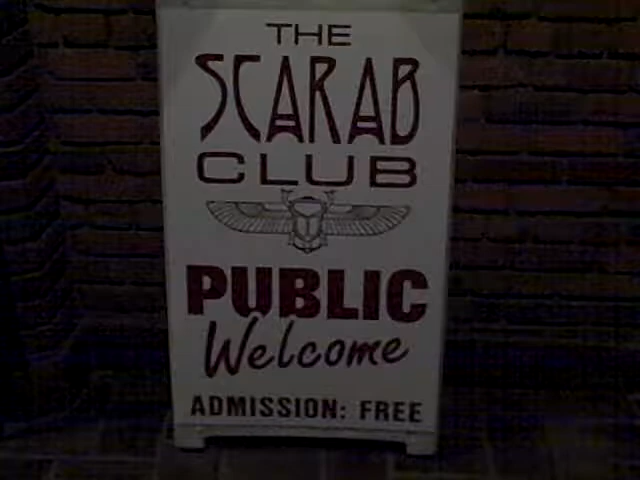 THE
SCARAB
CLUB
PUBLIC
Welcome
ADMISSION: FREE